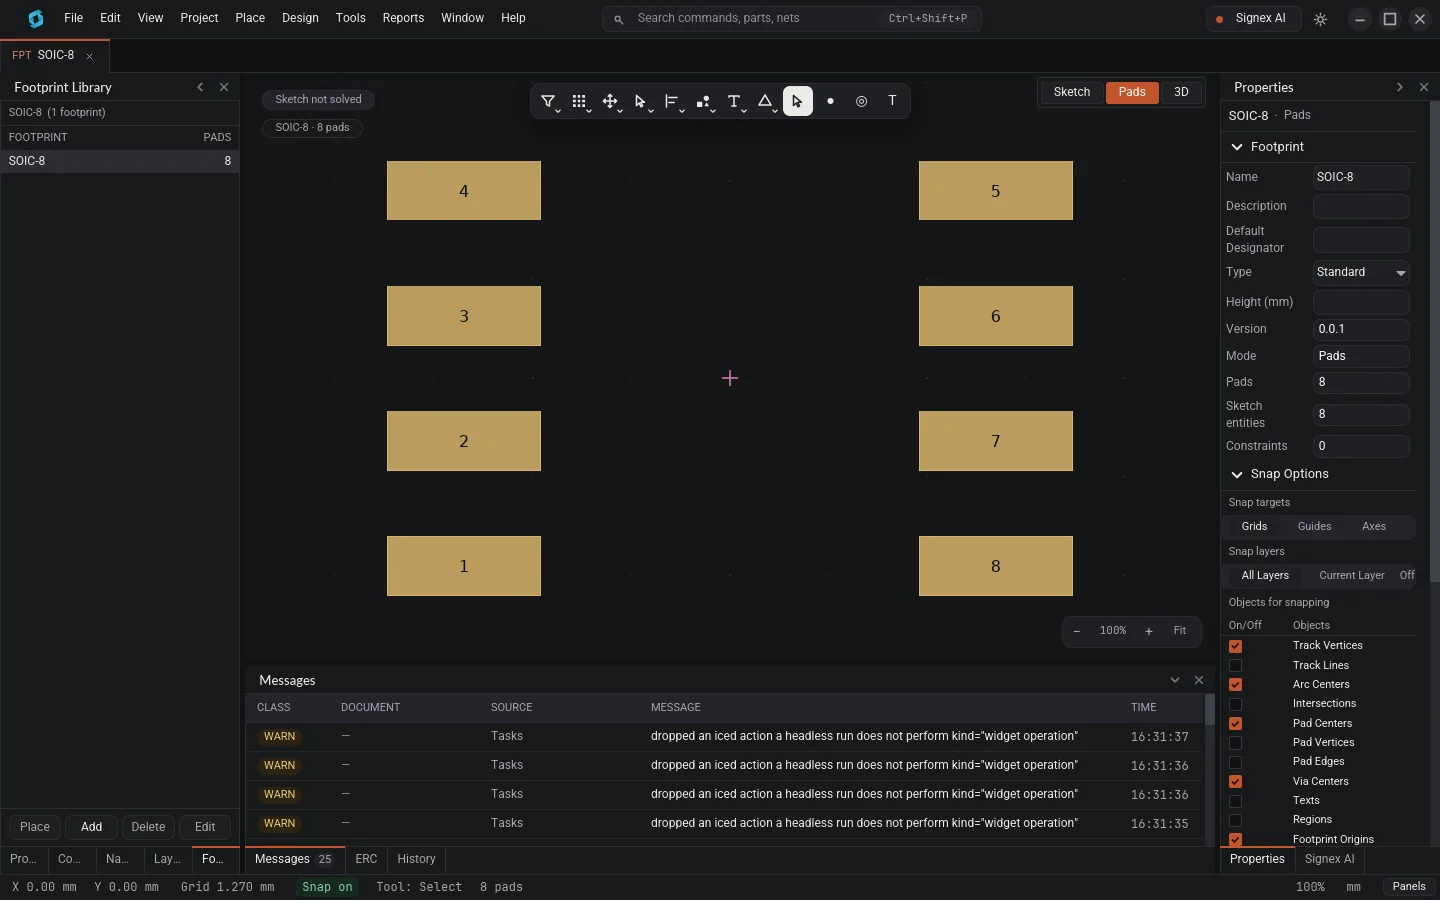 File Edit View Project Place Design Tools Reports Window Help
Search commands, parts, nets Ctrl+Shift+P
Signex AI
FPT SOIC-8
Footprint Library
SOIC-8 (1 footprint)
FOOTPRINT PADS
SOIC-8 8
Place Add Delete Edit
Pro... Co... Na... Lay... Fo...
Sketch not solved
SOIC-8 · 8 pads
T
Sketch Pads 3D
4 5
3 6
2 7
1 8
− 100% + Fit
Messages
CLASS DOCUMENT SOURCE MESSAGE TIME
WARN — Tasks dropped an iced action a headless run does not perform kind="widget operation" 16:31:37
WARN — Tasks dropped an iced action a headless run does not perform kind="widget operation" 16:31:36
WARN — Tasks dropped an iced action a headless run does not perform kind="widget operation" 16:31:36
WARN — Tasks dropped an iced action a headless run does not perform kind="widget operation" 16:31:35
Messages 25 ERC History
Properties
SOIC-8 · Pads
Footprint
Name SOIC-8
Description
Default
Designator
Type Standard
Height (mm)
Version 0.0.1
Mode Pads
Pads 8
Sketch
entities 8
Constraints 0
Snap Options
Snap targets
Grids Guides Axes
Snap layers
All Layers Current Layer Off
Objects for snapping
On/Off Objects
Track Vertices
Track Lines
Arc Centers
Intersections
Pad Centers
Pad Vertices
Pad Edges
Via Centers
Texts
Regions
Footprint Origins
Properties Signex AI
X 0.00 mm Y 0.00 mm Grid 1.270 mm Snap on Tool: Select 8 pads 100% mm Panels